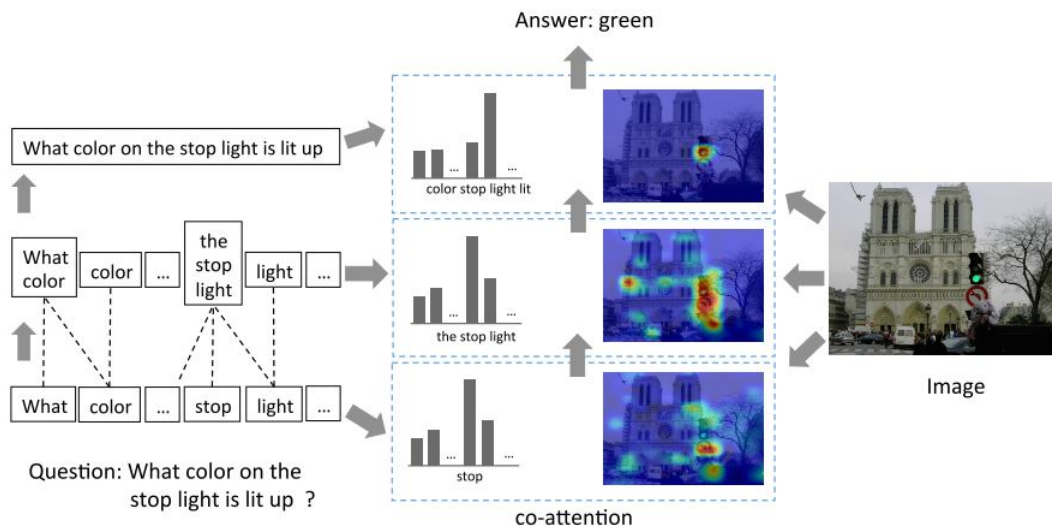 Answer: green
What color on the stop light is lit up
... ...
color stop light lit
What
color
color
...
the
stop
light
light
...
... ...
the stop light
What
color
...
stop
light
...
... ...
stop
Image
Question: What color on the
stop light is lit up ?
co-attention